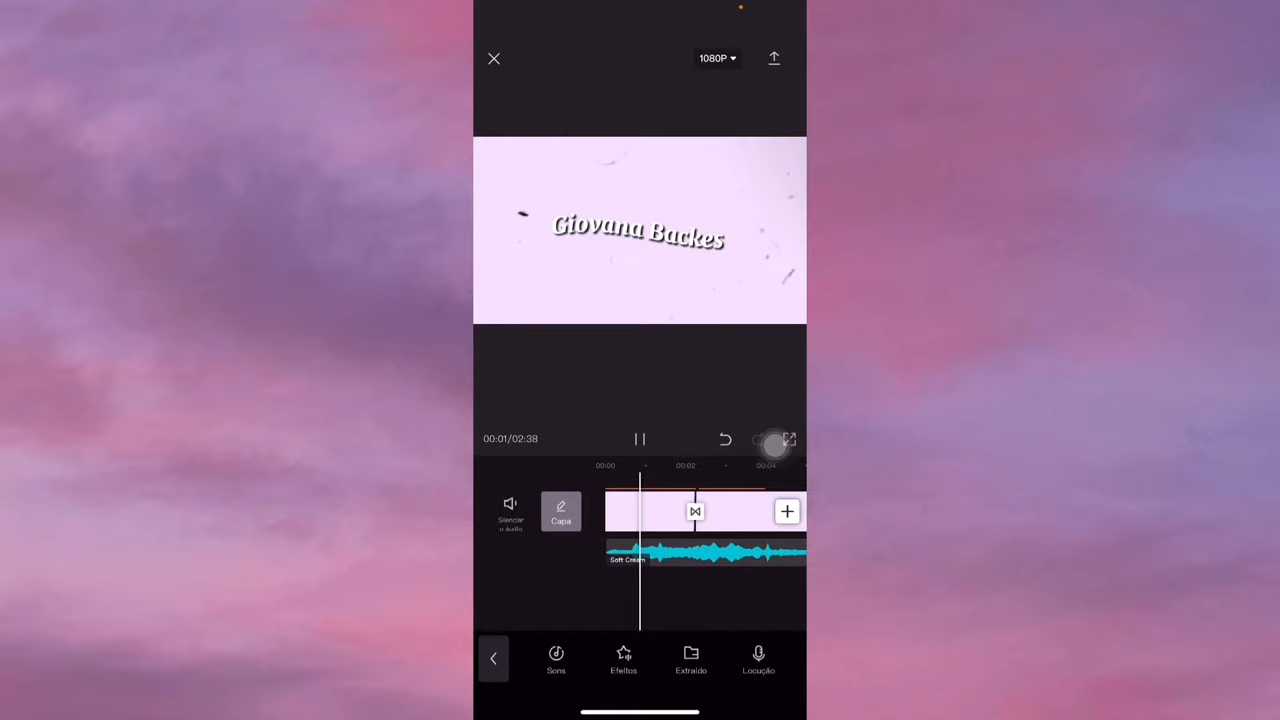 1080P
Giovana Backes
00:01/02:38
00:00
00:02
00:04
Silenciar
o áudio
Capa
Soft Cream
Sons
Efeitos
Extraído
Locução